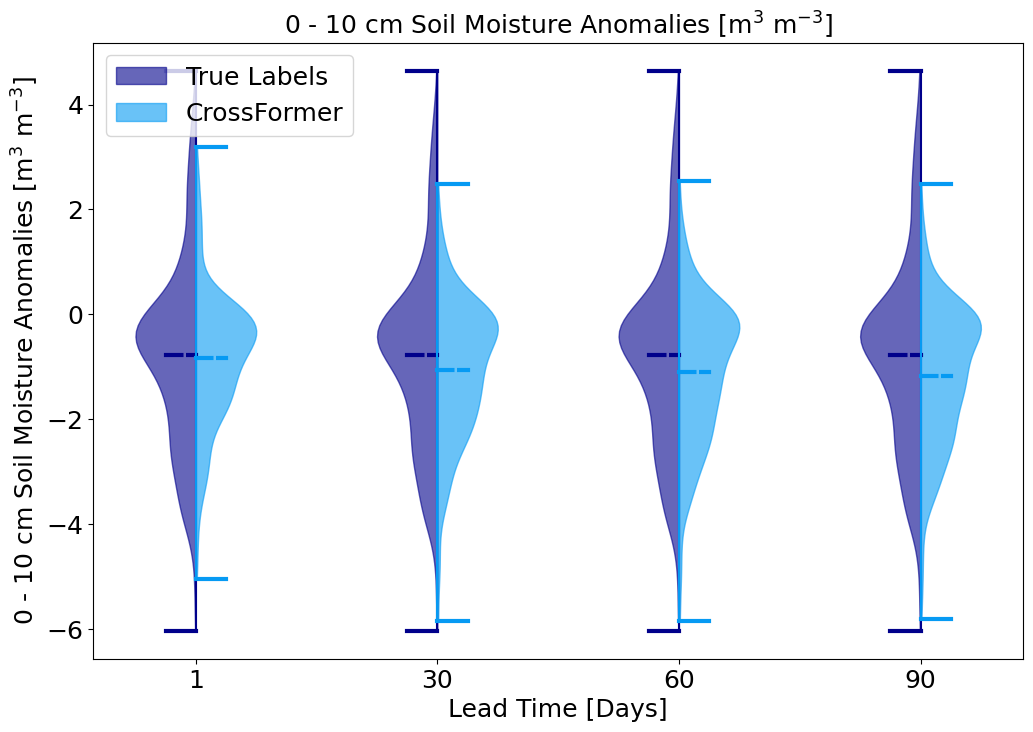 0 - 10 cm Soil Moisture Anomalies [m³ m⁻³]
0 - 10 cm Soil Moisture Anomalies [m³ m⁻³]
True Labels
CrossFormer
4
2
0
−2
−4
−6
1 30 60 90
Lead Time [Days]